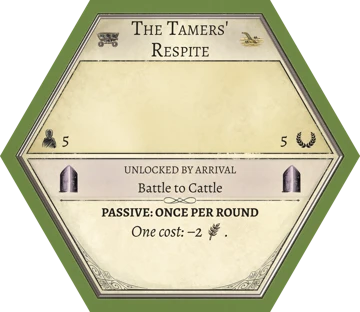 The Tamers'
Respite
5 5
UNLOCKED BY ARRIVAL
Battle to Cattle
PASSIVE: ONCE PER ROUND
One cost: −2 .